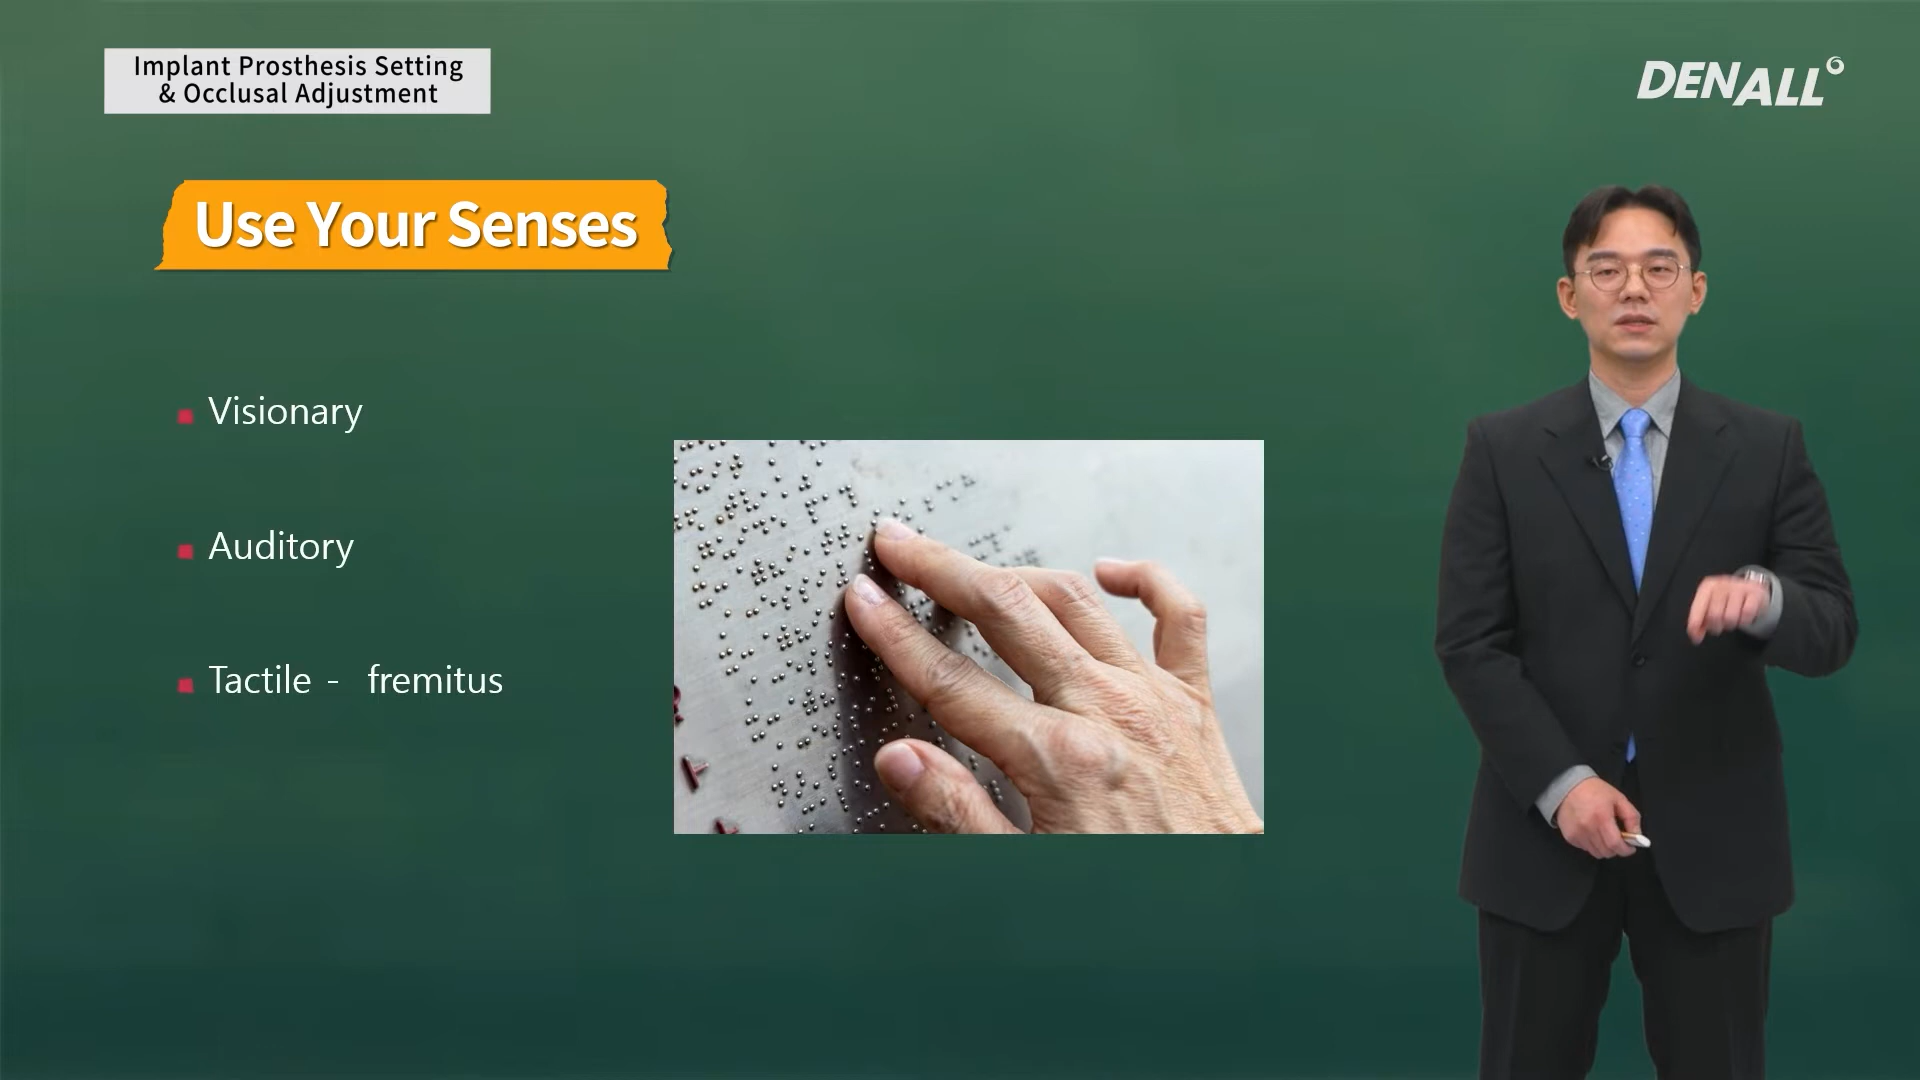 Implant Prosthesis Setting
& Occlusal Adjustment
DENALL
Use Your Senses
Visionary
Auditory
Tactile - fremitus